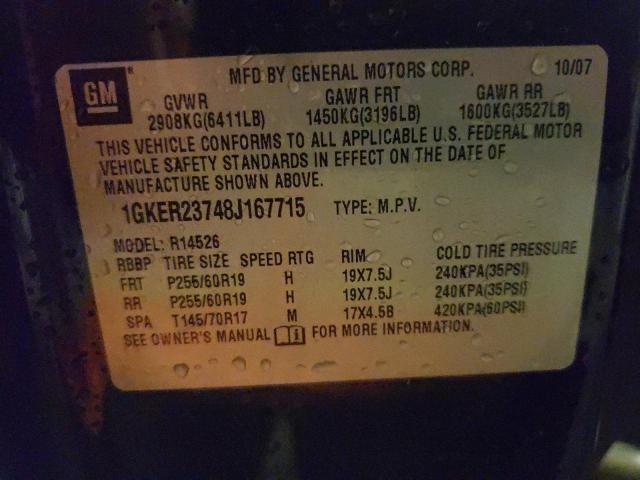 GM ®
MFD BY GENERAL MOTORS CORP. 10/07
GVWR GAWR FRT GAWR RR
2908KG(6411LB) 1450KG(3196LB) 1600KG(3527LB)
THIS VEHICLE CONFORMS TO ALL APPLICABLE U.S. FEDERAL MOTOR
VEHICLE SAFETY STANDARDS IN EFFECT ON THE DATE OF
MANUFACTURE SHOWN ABOVE.
1GKER23748J167715 TYPE: M.P.V.
MODEL: R14526
RBBP TIRE SIZE SPEED RTG RIM COLD TIRE PRESSURE
FRT P255/60R19 H 19X7.5J 240KPA(35PSI)
RR P255/60R19 H 19X7.5J 240KPA(35PSI)
SPA T145/70R17 M 17X4.5B 420KPA(60PSI)
SEE OWNER'S MANUAL FOR MORE INFORMATION.